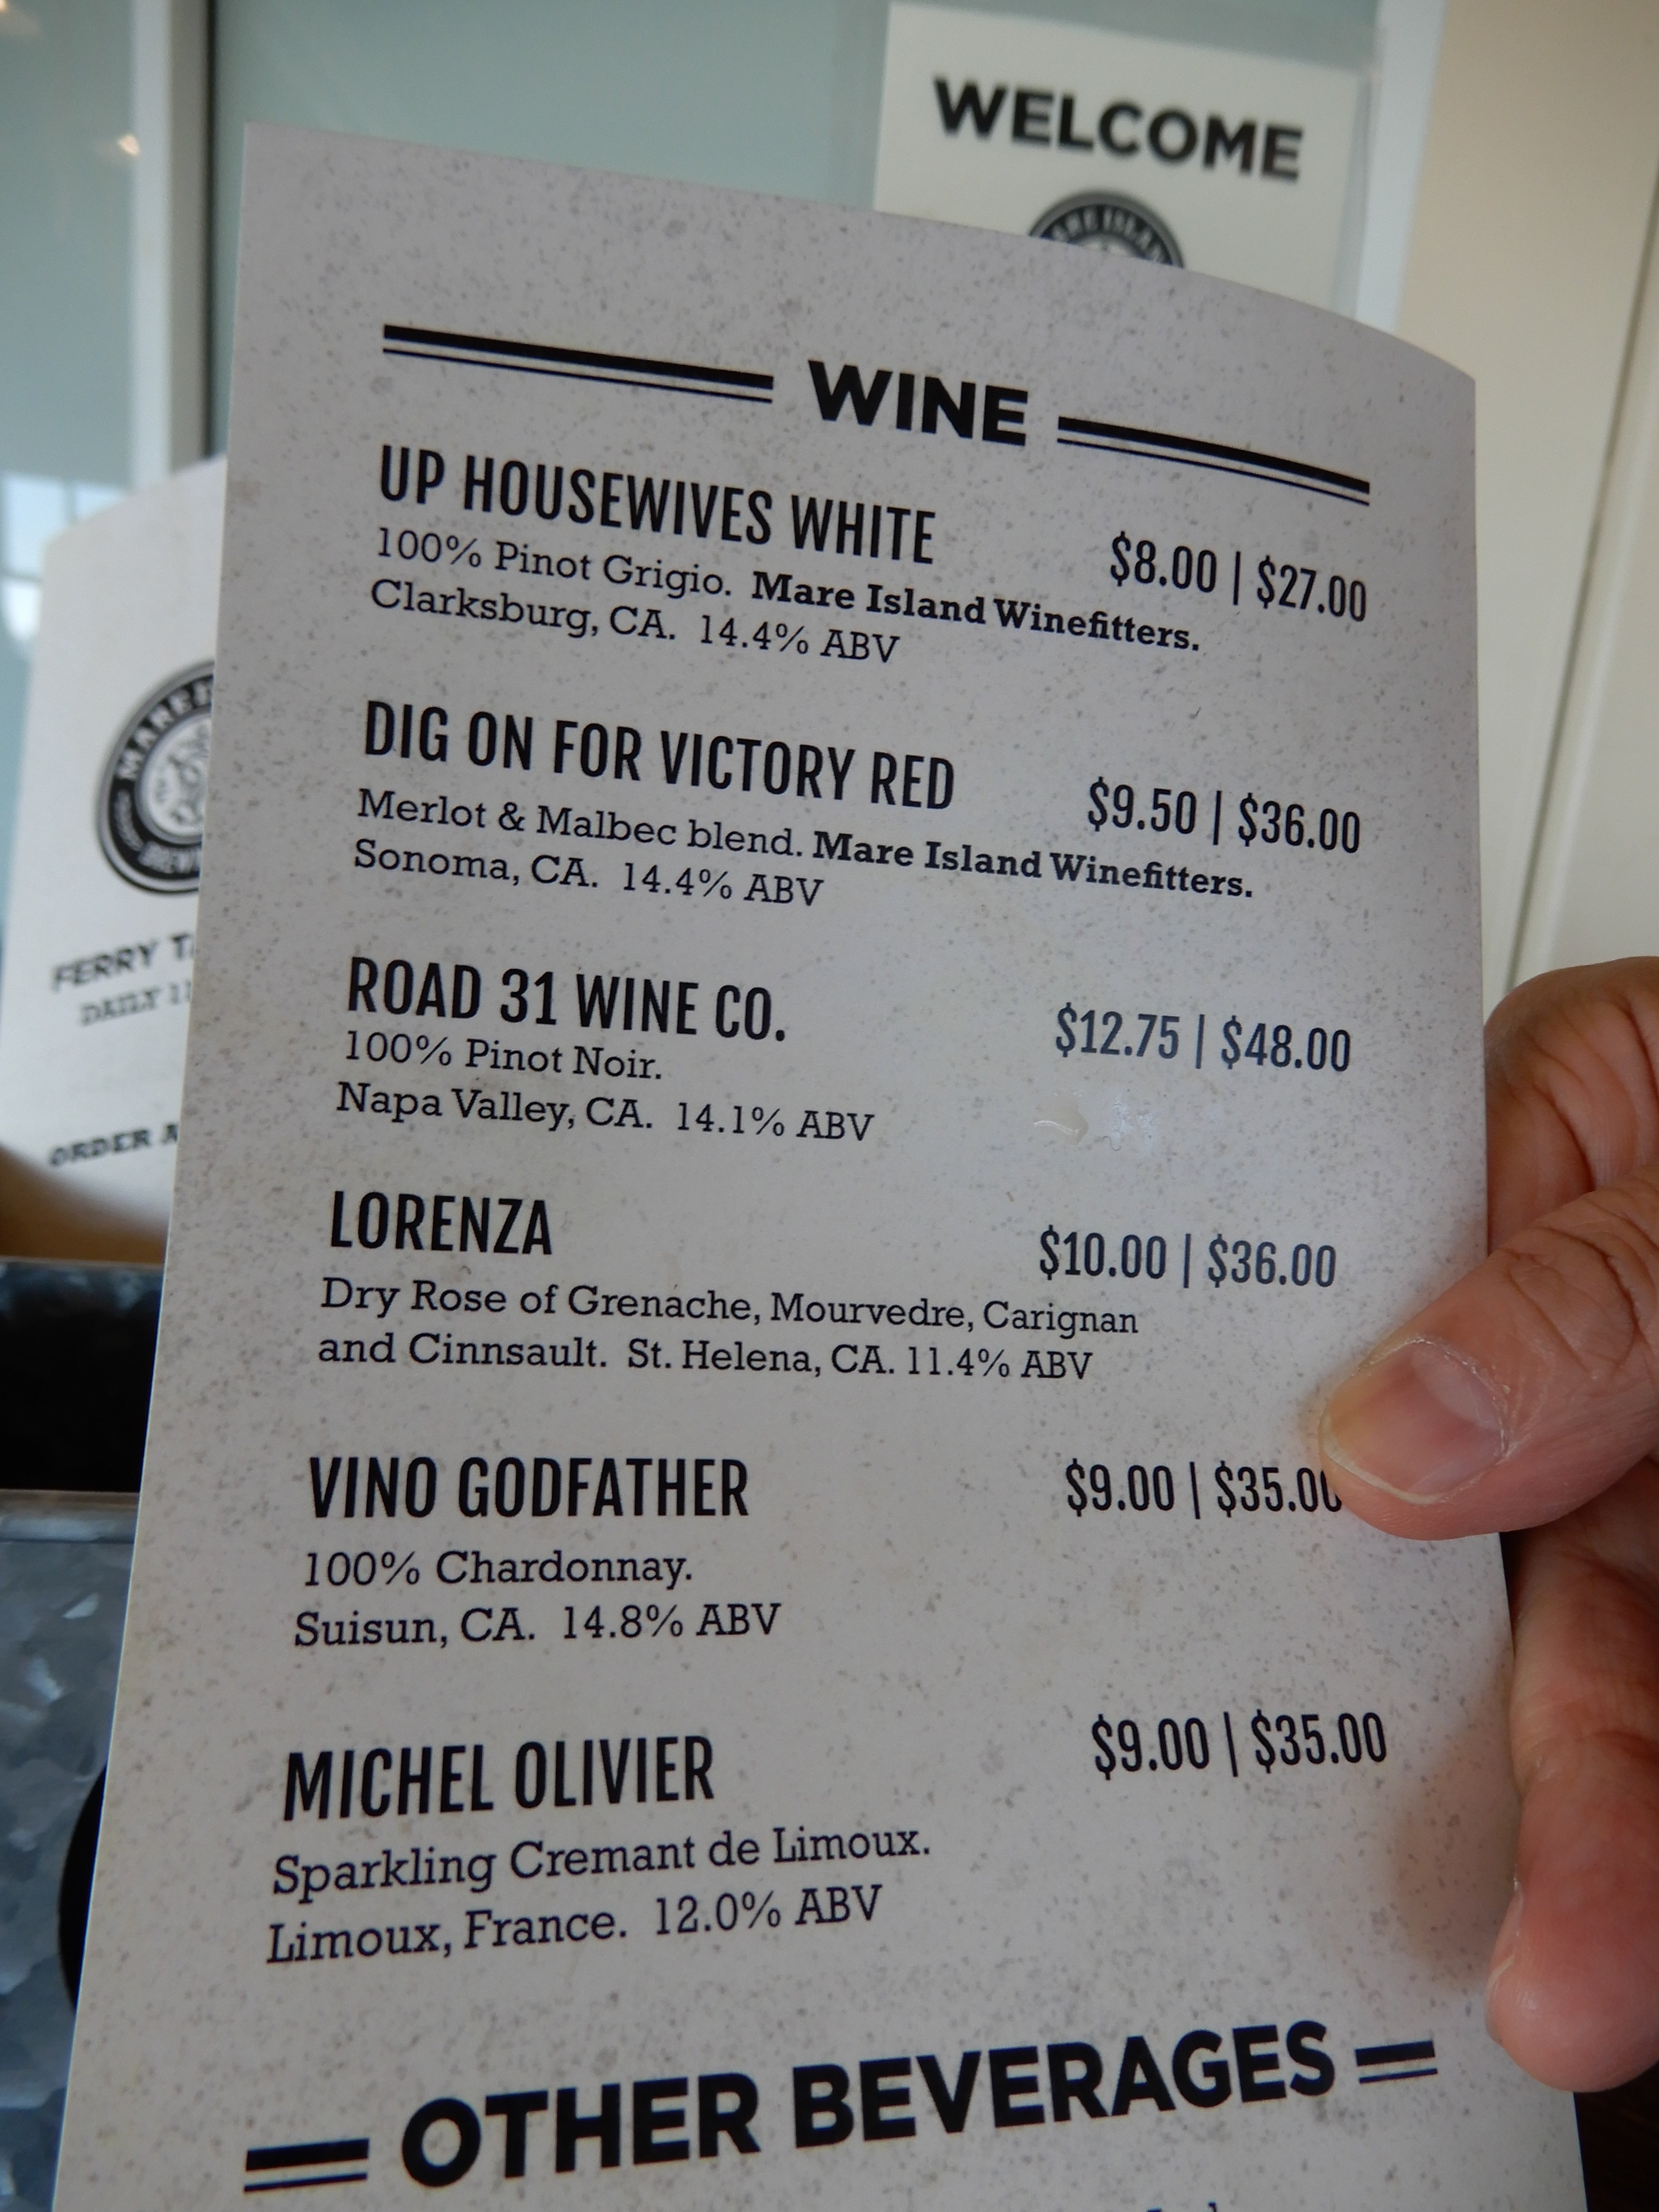 WELCOME
WINE
UP HOUSEWIVES WHITE
$8.00 | $27.00
100% Pinot Grigio. Mare Island Winefitters.
Clarksburg, CA. 14.4% ABV
DIG ON FOR VICTORY RED
$9.50 | $36.00
Merlot & Malbec blend. Mare Island Winefitters.
Sonoma, CA. 14.4% ABV
ROAD 31 WINE CO.
$12.75 | $48.00
100% Pinot Noir.
Napa Valley, CA. 14.1% ABV
LORENZA
$10.00 | $36.00
Dry Rose of Grenache, Mourvedre, Carignan
and Cinnsault. St. Helena, CA. 11.4% ABV
VINO GODFATHER
$9.00 | $35.00
100% Chardonnay.
Suisun, CA. 14.8% ABV
MICHEL OLIVIER
$9.00 | $35.00
Sparkling Cremant de Limoux.
Limoux, France. 12.0% ABV
OTHER BEVERAGES
MARE
FERRY
DAILY 11
ORDER